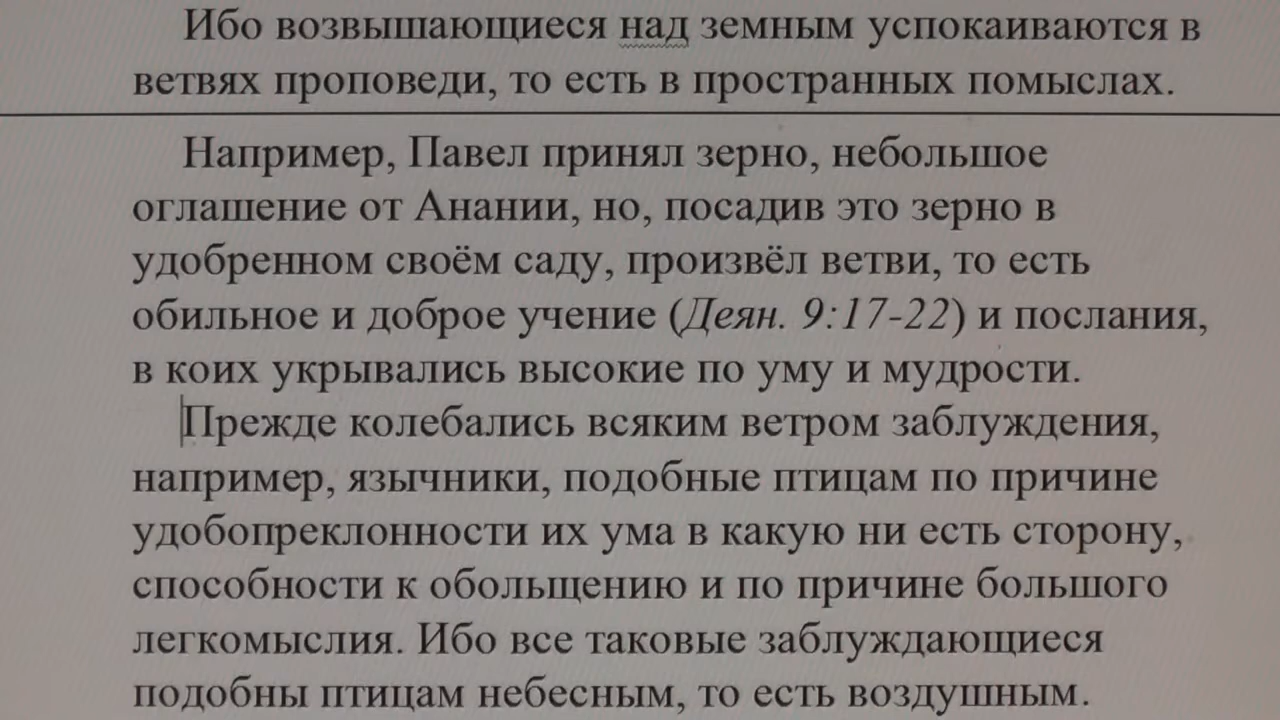 Ибо возвышающиеся над земным успокаиваются в
ветвях проповеди, то есть в пространных помыслах.
Например, Павел принял зерно, небольшое
оглашение от Анании, но, посадив это зерно в
удобренном своём саду, произвёл ветви, то есть
обильное и доброе учение (Деян. 9:17-22) и послания,
в коих укрывались высокие по уму и мудрости.
Прежде колебались всяким ветром заблуждения,
например, язычники, подобные птицам по причине
удобопреклонности их ума в какую ни есть сторону,
способности к обольщению и по причине большого
легкомыслия. Ибо все таковые заблуждающиеся
подобны птицам небесным, то есть воздушным.